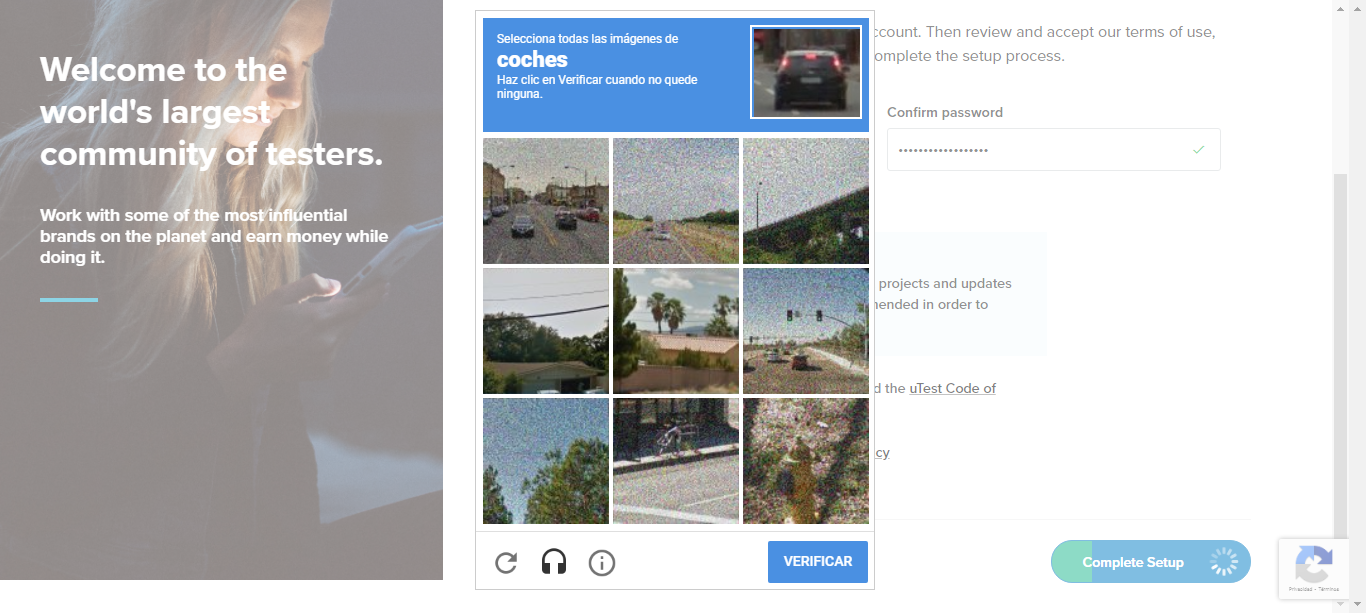 Welcome to the
world's largest
community of testers.
Work with some of the most influential
brands on the planet and earn money while
doing it.
Selecciona todas las imágenes de
coches
Haz clic en Verificar cuando no quede
ninguna.
VERIFICAR
ccount. Then review and accept our terms of use,
omplete the setup process.
Confirm password
projects and updates
ended in order to
d the uTest Code of
cy
Complete Setup
Privacidad - Términos